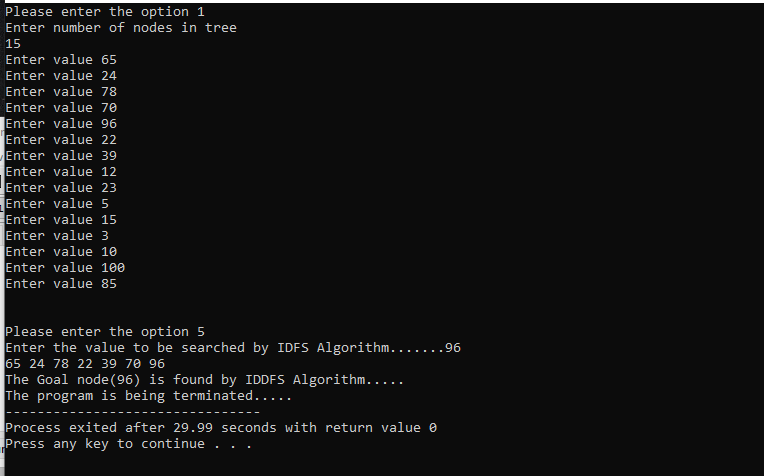 Please enter the option 1
Enter number of nodes in tree
15
Enter value 65
Enter value 24
Enter value 78
Enter value 70
Enter value 96
Enter value 22
Enter value 39
Enter value 12
Enter value 23
Enter value 5
Enter value 15
Enter value 3
Enter value 10
Enter value 100
Enter value 85
Please enter the option 5
Enter the value to be searched by IDFS Algorithm.......96
65 24 78 22 39 70 96
The Goal node(96) is found by IDDFS Algorithm.....
The program is being terminated.....
--------------------------------
Process exited after 29.99 seconds with return value 0
Press any key to continue . . .